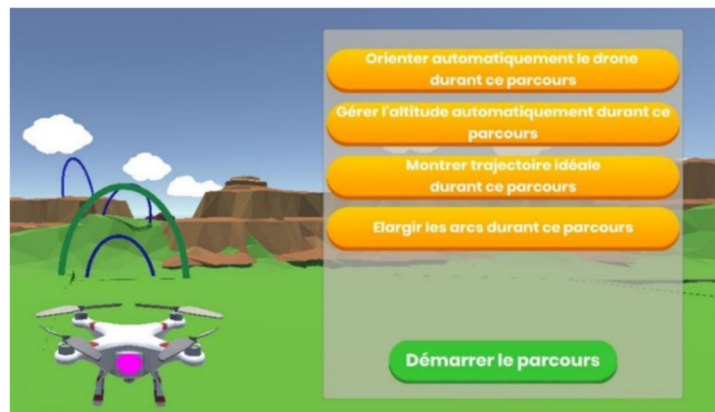 Orienter automatiquement le drone
durant ce parcours
Gérer l'altitude automatiquement durant ce
parcours
Montrer trajectoire idéale
durant ce parcours
Elargir les arcs durant ce parcours
Démarrer le parcours